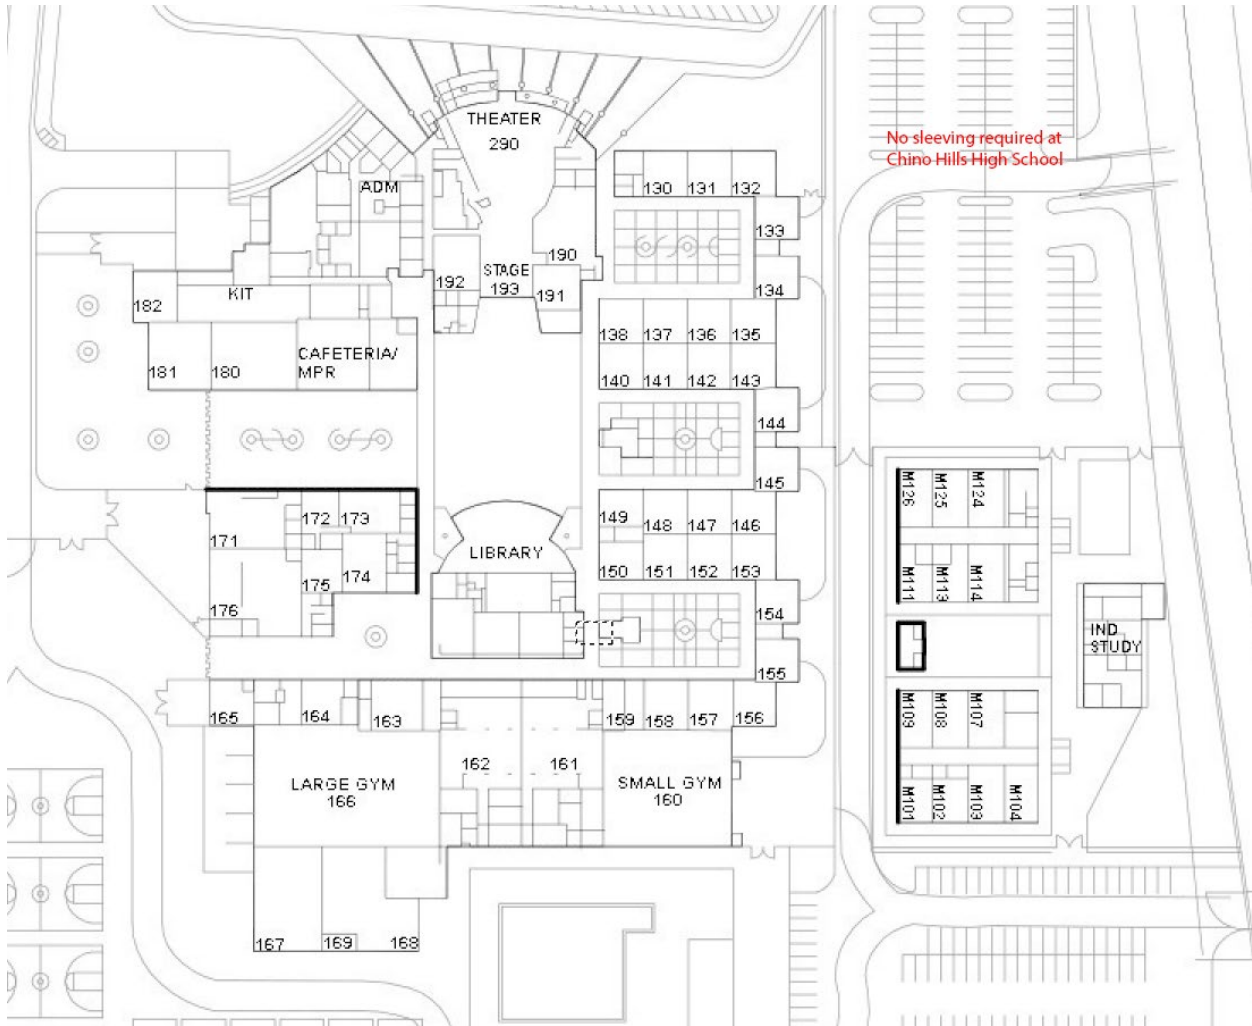 THEATER
290
No sleeving required at
Chino Hills High School
ADM
130 131 132
133
190
192
STAGE
193
191
134
182
KIT
138 137 136 135
CAFETERIA/
MPR
181 180
140 141 142 143
144
145
M126 M125 M124
172 173
171
149 148 147 146
LIBRARY
175 174
150 151 152 153
M111 M113 M114
176
154
IND
STUDY
155
165 164 163
159 158 157 156
M109 M108 M107
162 161
LARGE GYM
166
SMALL GYM
160
M101 M102 M103 M104
167 169 168